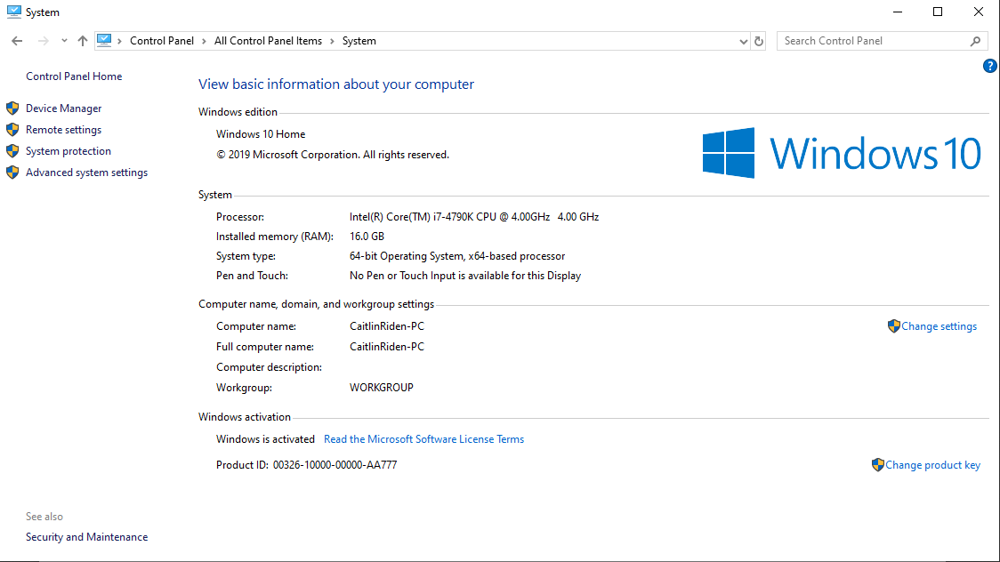 System
Control Panel › All Control Panel Items › System
Search Control Panel
?
Control Panel Home
Device Manager
Remote settings
System protection
Advanced system settings
View basic information about your computer
Windows edition
Windows 10 Home
© 2019 Microsoft Corporation. All rights reserved.
Windows 10
System
Processor: Intel(R) Core(TM) i7-4790K CPU @ 4.00GHz 4.00 GHz
Installed memory (RAM): 16.0 GB
System type: 64-bit Operating System, x64-based processor
Pen and Touch: No Pen or Touch Input is available for this Display
Computer name, domain, and workgroup settings
Computer name: CaitlinRiden-PC Change settings
Full computer name: CaitlinRiden-PC
Computer description:
Workgroup: WORKGROUP
Windows activation
Windows is activated Read the Microsoft Software License Terms
Product ID: 00326-10000-00000-AA777 Change product key
See also
Security and Maintenance